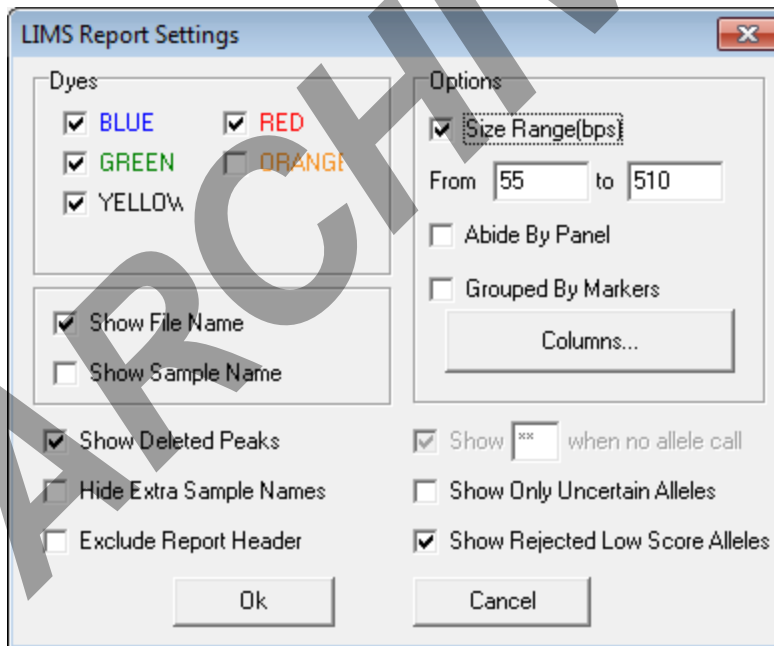 LIMS Report Settings
Dyes
BLUE
RED
GREEN
ORANGE
YELLOW
Show File Name
Show Sample Name
Options
Size Range(bps)
From 55 to 510
Abide By Panel
Grouped By Markers
Columns...
Show Deleted Peaks
Hide Extra Sample Names
Exclude Report Header
Show ** when no allele call
Show Only Uncertain Alleles
Show Rejected Low Score Alleles
Ok
Cancel
ARCHIV